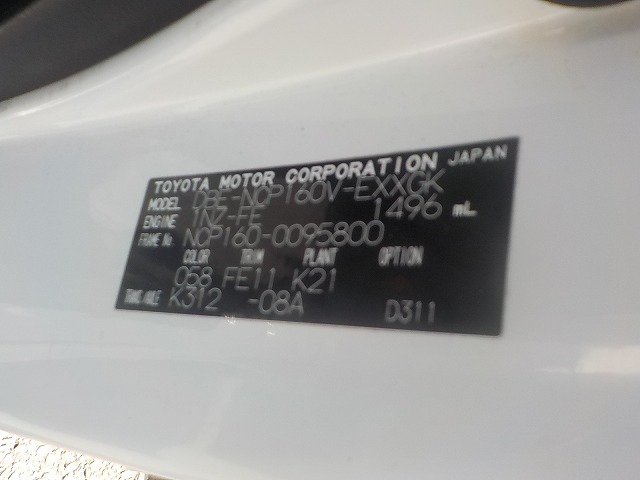 TOYOTA MOTOR CORPORATION JAPAN
MODEL DBE-NCP160V-EXXGK
ENGINE 1NZ-FE 1496 mL
FRAME No. NCP160-0095800
COLOR TRIM PLANT OPTION
058 FE11 K21
TRANS./AXLE K312 -08A D311